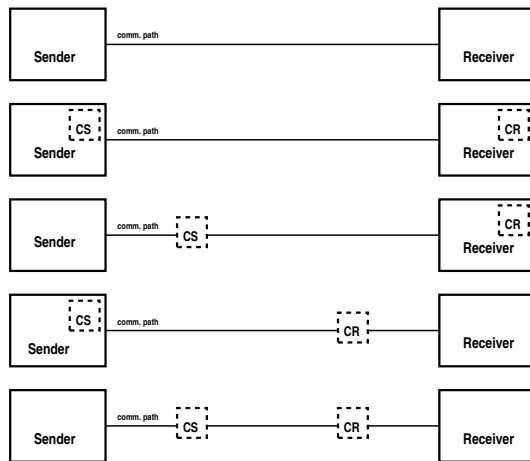 comm. path
Sender
Receiver
CS
CR
comm. path
Sender
Receiver
CR
comm. path
Sender
CS
Receiver
CS
comm. path
CR
Sender
Receiver
comm. path
Sender
CS
CR
Receiver